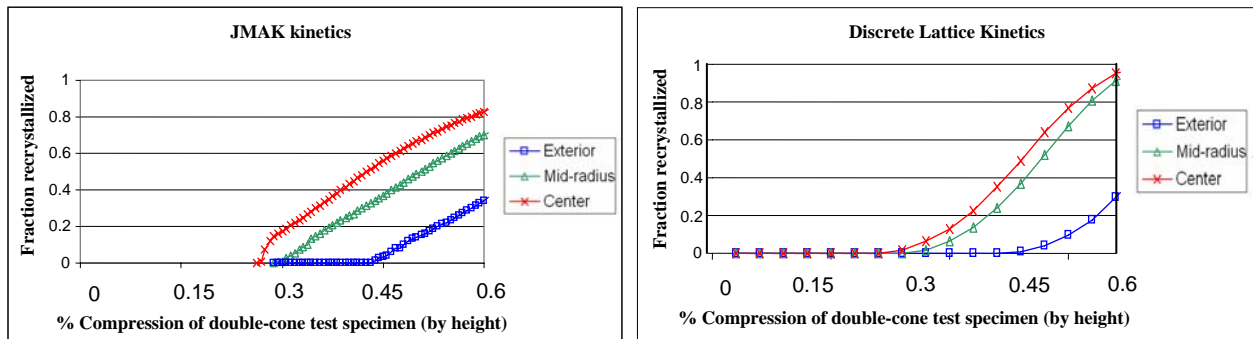 JMAK kinetics
Fraction recrystallized
1
0.8
0.6
0.4
0.2
0
0 0.15 0.3 0.45 0.6
% Compression of double-cone test specimen (by height)
Exterior
Mid-radius
Center
Discrete Lattice Kinetics
Fraction recrystallized
1
0.8
0.6
0.4
0.2
0
0 0.15 0.3 0.45 0.6
% Compression of double-cone test specimen (by height)
Exterior
Mid-radius
Center